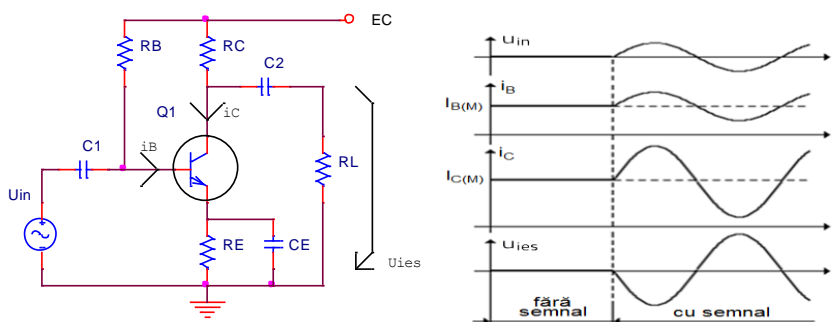 EC
RB
RC
C2
Q1
iC
C1
iB
RL
Uin
RE
CE
Uies
uin
iB
IB(M)
iC
IC(M)
uies
fără
semnal
cu semnal